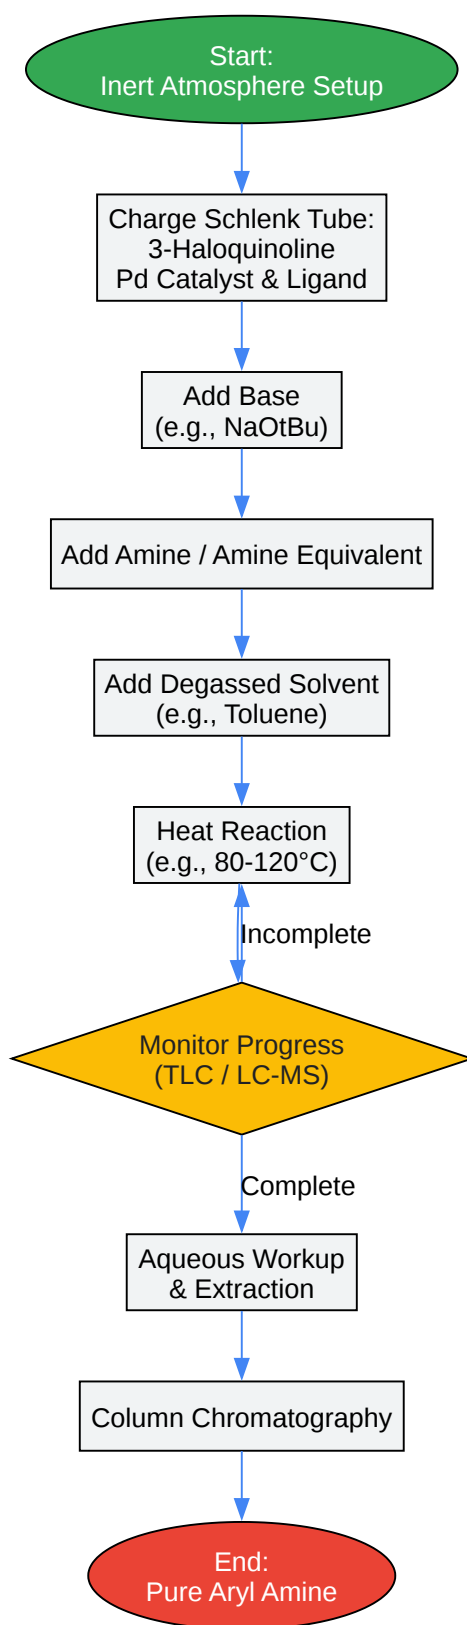 Start:
Inert Atmosphere Setup
Charge Schlenk Tube:
3-Haloquinoline
Pd Catalyst & Ligand
Add Base
(e.g., NaOtBu)
Add Amine / Amine Equivalent
Add Degassed Solvent
(e.g., Toluene)
Heat Reaction
(e.g., 80-120°C)
Incomplete
Monitor Progress
(TLC / LC-MS)
Complete
Aqueous Workup
& Extraction
Column Chromatography
End:
Pure Aryl Amine